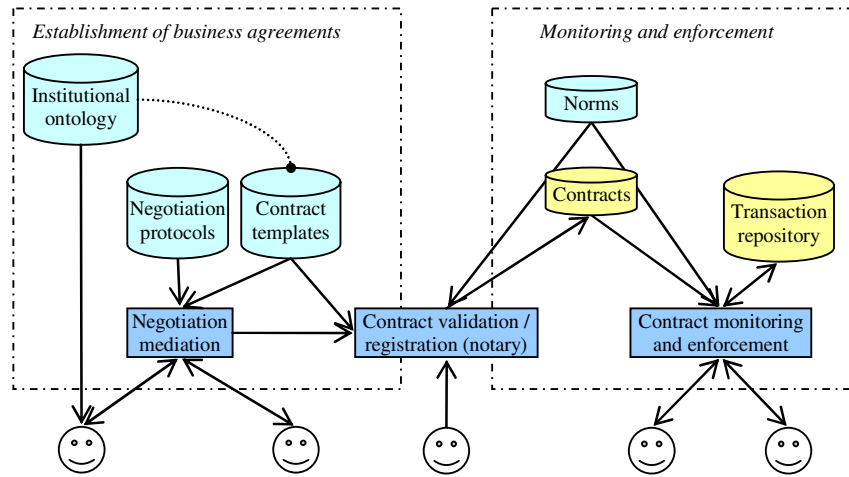 Establishment of business agreements
Monitoring and enforcement
Institutional
ontology
Norms
Negotiation
protocols
Contract
templates
Contracts
Transaction
repository
Negotiation
mediation
Contract validation /
registration (notary)
Contract monitoring
and enforcement